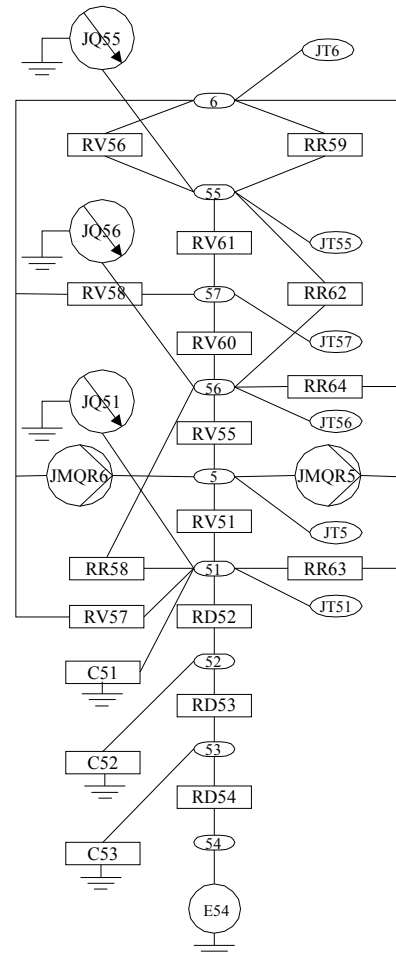 JQ55
JT6
6
RV56
RR59
55
JQ56
RV61
JT55
RV58
57
RR62
RV60
JT57
56
RR64
JQ51
JT56
RV55
JMQR6
5
JMQR5
RV51
JT5
RR58
51
RR63
RV57
RD52
JT51
C51
52
RD53
C52
53
RD54
C53
54
E54